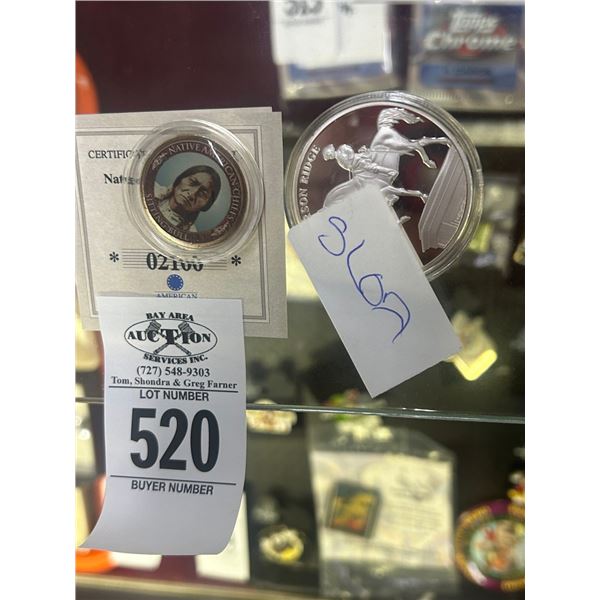 Topps
Chrome
CERTIFIC
Nat
NATIVE AMERICAN CHIEFS
SITTING BULL
* 02100 *
AMERICAN
SON RIDGE
BAY AREA
AUCTION
SERVICES INC.
(727) 548-9303
Tom, Shondra & Greg Farner
LOT NUMBER
520
BUYER NUMBER